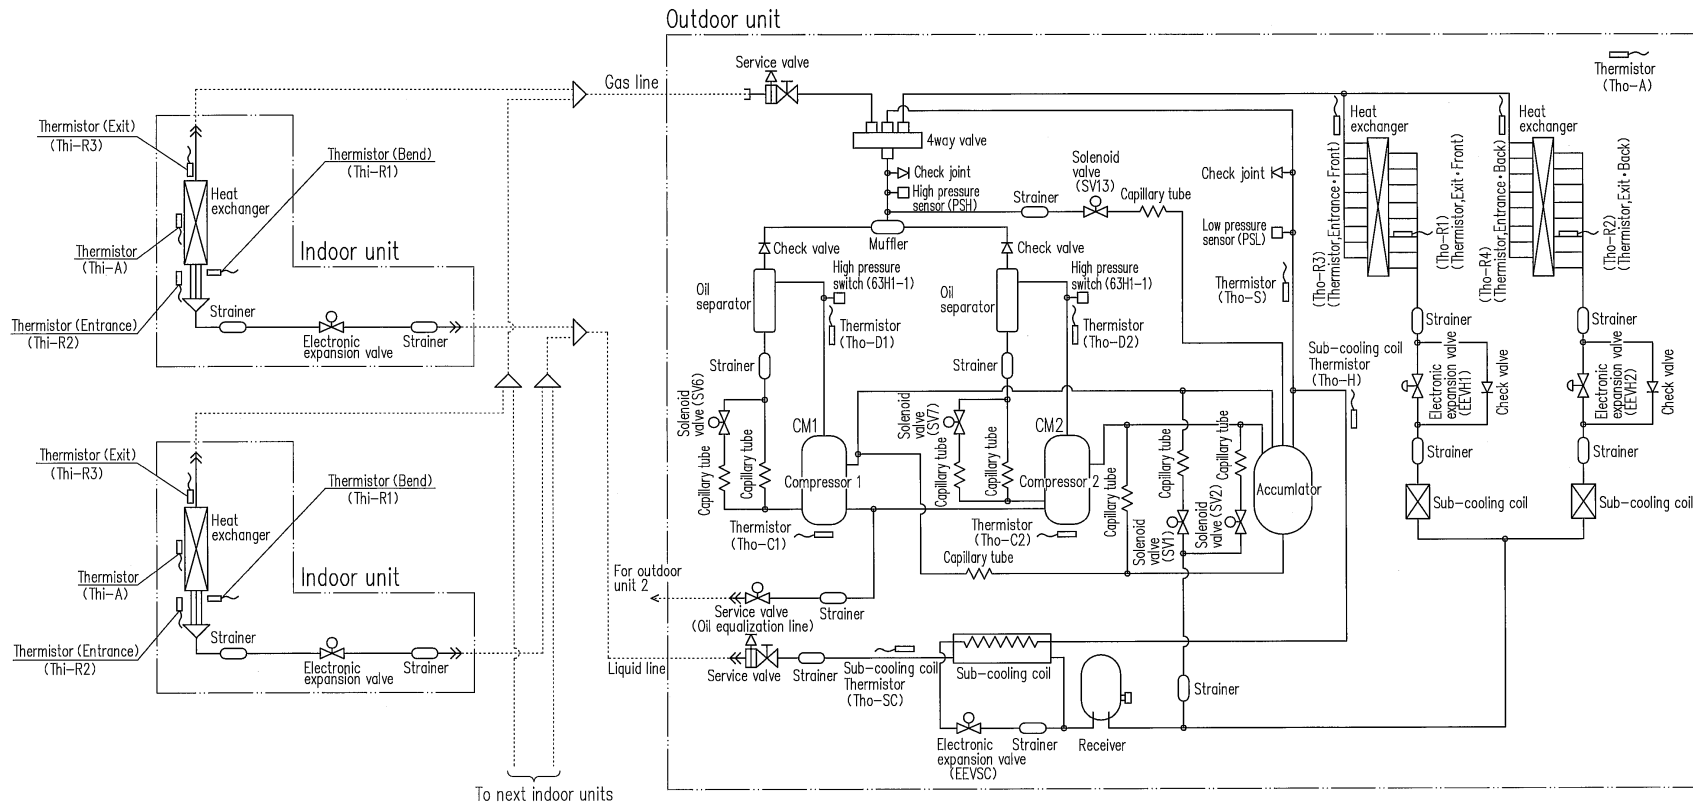 Outdoor unit
Service valve
Gas line
Thermistor
(Tho-A)
Thermistor (Exit)
(Thi-R3)
Thermistor (Bend)
(Thi-R1)
Heat
exchanger
Thermistor
(Thi-A)
Indoor unit
Thermistor (Entrance)
(Thi-R2)
Strainer
Electronic
expansion valve
Strainer
Thermistor (Exit)
(Thi-R3)
Thermistor (Bend)
(Thi-R1)
Heat
exchanger
Thermistor
(Thi-A)
Indoor unit
Thermistor (Entrance)
(Thi-R2)
Strainer
Electronic
expansion valve
Strainer
To next indoor units
4way valve
Check joint
High pressure
sensor (PSH)
Muffler
Strainer
Solenoid
valve
(SV13)
Capillary tube
Check joint
Low pressure
sensor (PSL)
Thermistor
(Tho-S)
Check valve
High pressure
switch (63H1-1)
Oil
separator
Thermistor
(Tho-D1)
Strainer
Solenoid
valve (SV6)
Capillary tube
Capillary tube
CM1
Compressor 1
Thermistor
(Tho-C1)
Check valve
High pressure
switch (63H1-1)
Oil
separator
Thermistor
(Tho-D2)
Strainer
Solenoid
valve
(SV7)
Capillary tube
Capillary tube
CM2
Compressor 2
Thermistor
(Tho-C2)
Capillary tube
Capillary tube
Solenoid
valve
(SV1)
Capillary tube
Solenoid
valve (SV2)
Capillary tube
Accumlator
Heat
exchanger
(Tho-R3)
(Thermistor,Entrance・Front)
(Tho-R1)
(Thermistor,Exit・Front)
Heat
exchanger
(Tho-R4)
(Thermistor,Entrance・Back)
(Tho-R2)
(Thermistor,Exit・Back)
Sub-cooling coil
Thermistor
(Tho-H)
Strainer
Electronic
expansion valve
(EEVH1)
Check valve
Strainer
Sub-cooling coil
Strainer
Electronic
expansion valve
(EEVH2)
Check valve
Strainer
Sub-cooling coil
For outdoor
unit 2
Service valve
(Oil equalization line)
Strainer
Liquid line
Service valve
Strainer
Sub-cooling coil
Thermistor
(Tho-SC)
Sub-cooling coil
Electronic
expansion valve
(EEVSC)
Strainer
Receiver
Strainer